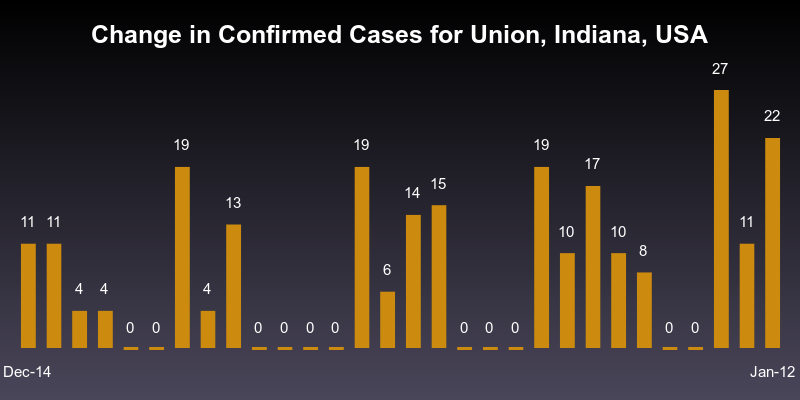 Change in Confirmed Cases for Union, Indiana, USA
11 11 4 4 0 0 19 4 13 0 0 0 0 19 6 14 15 0 0 0 19 10 17 10 8 0 0 27 11 22
Dec-14 Jan-12